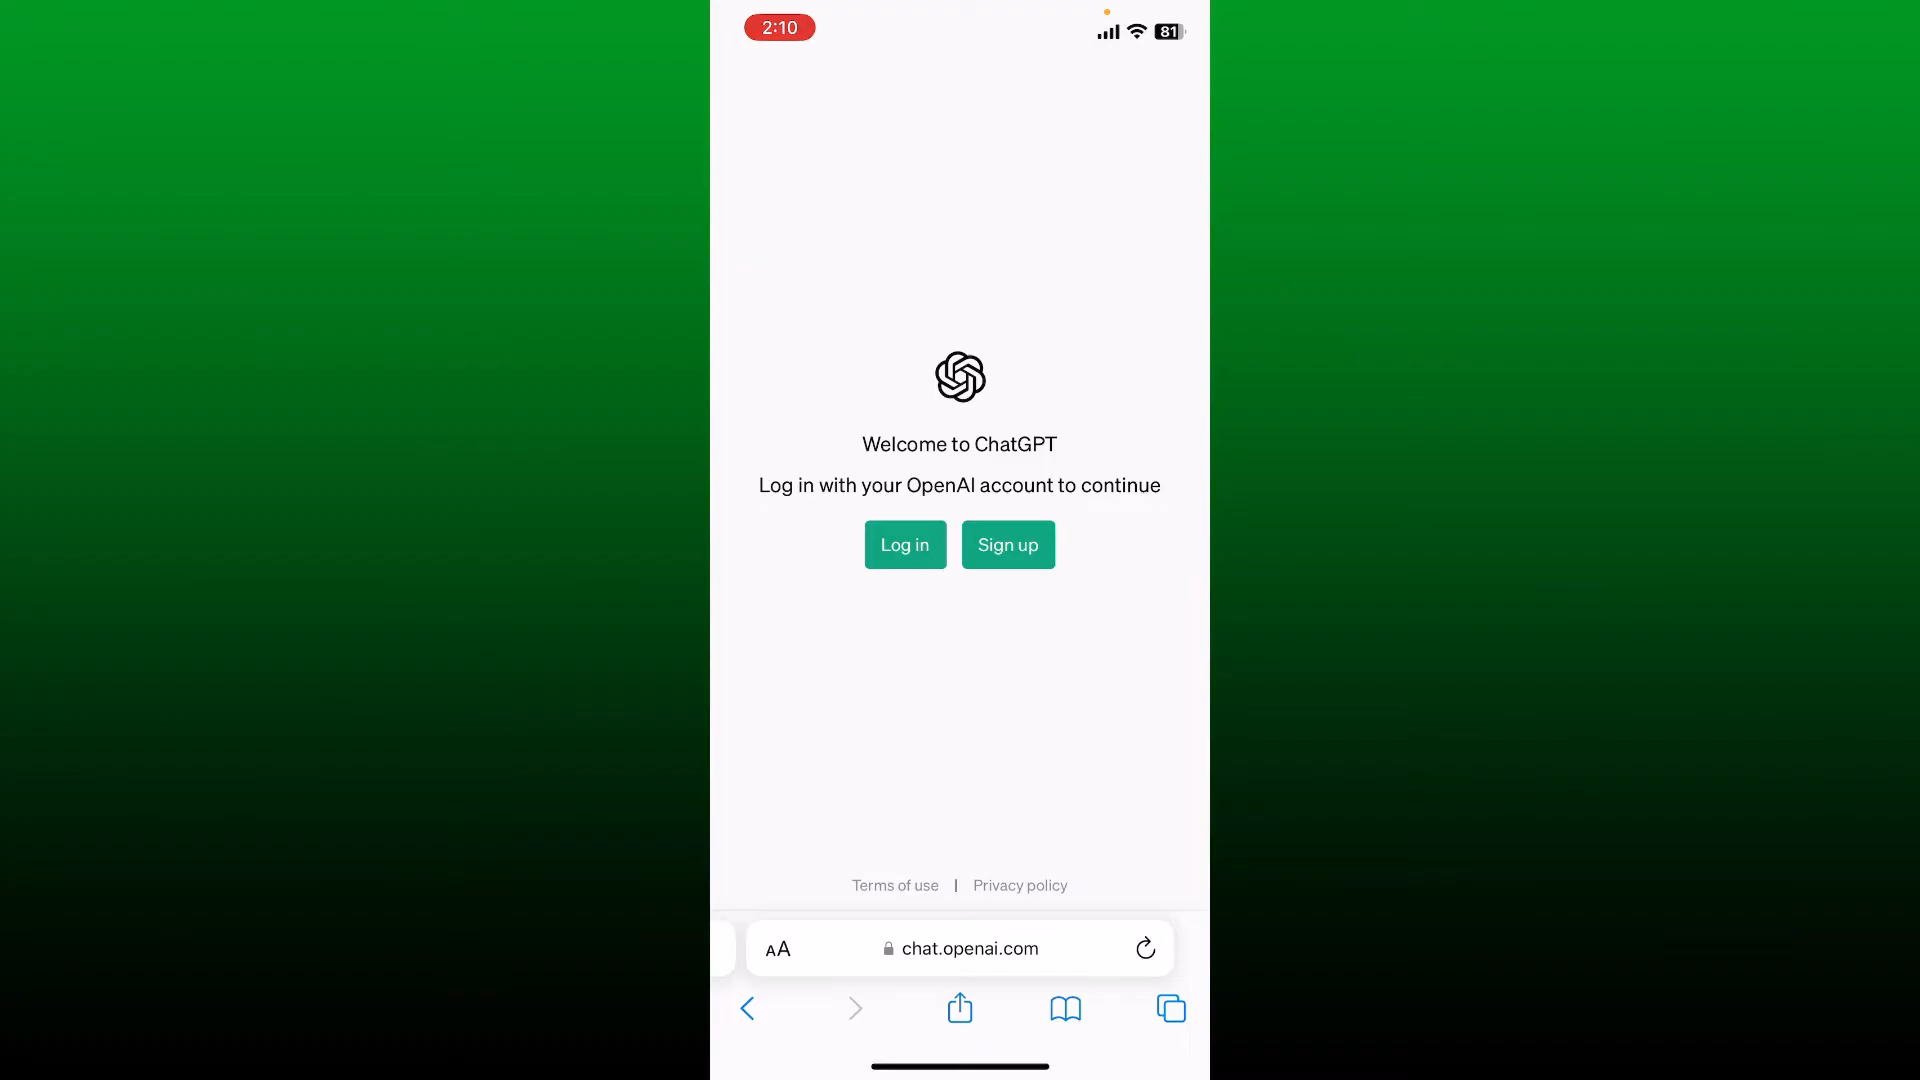 2:10
81
Welcome to ChatGPT
Log in with your OpenAI account to continue
Log in
Sign up
Terms of use | Privacy policy
AA
chat.openai.com